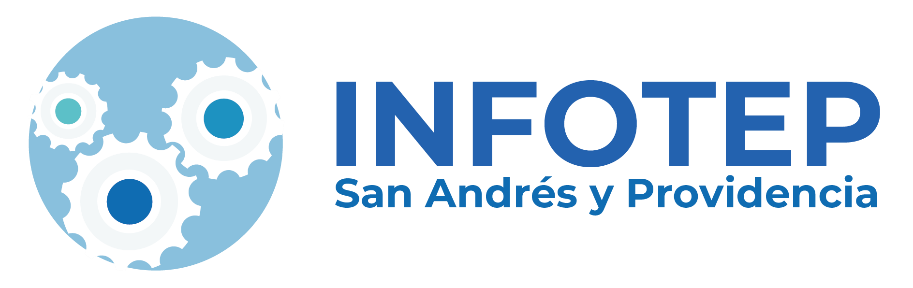 INFOTEP
San Andrés y Providencia